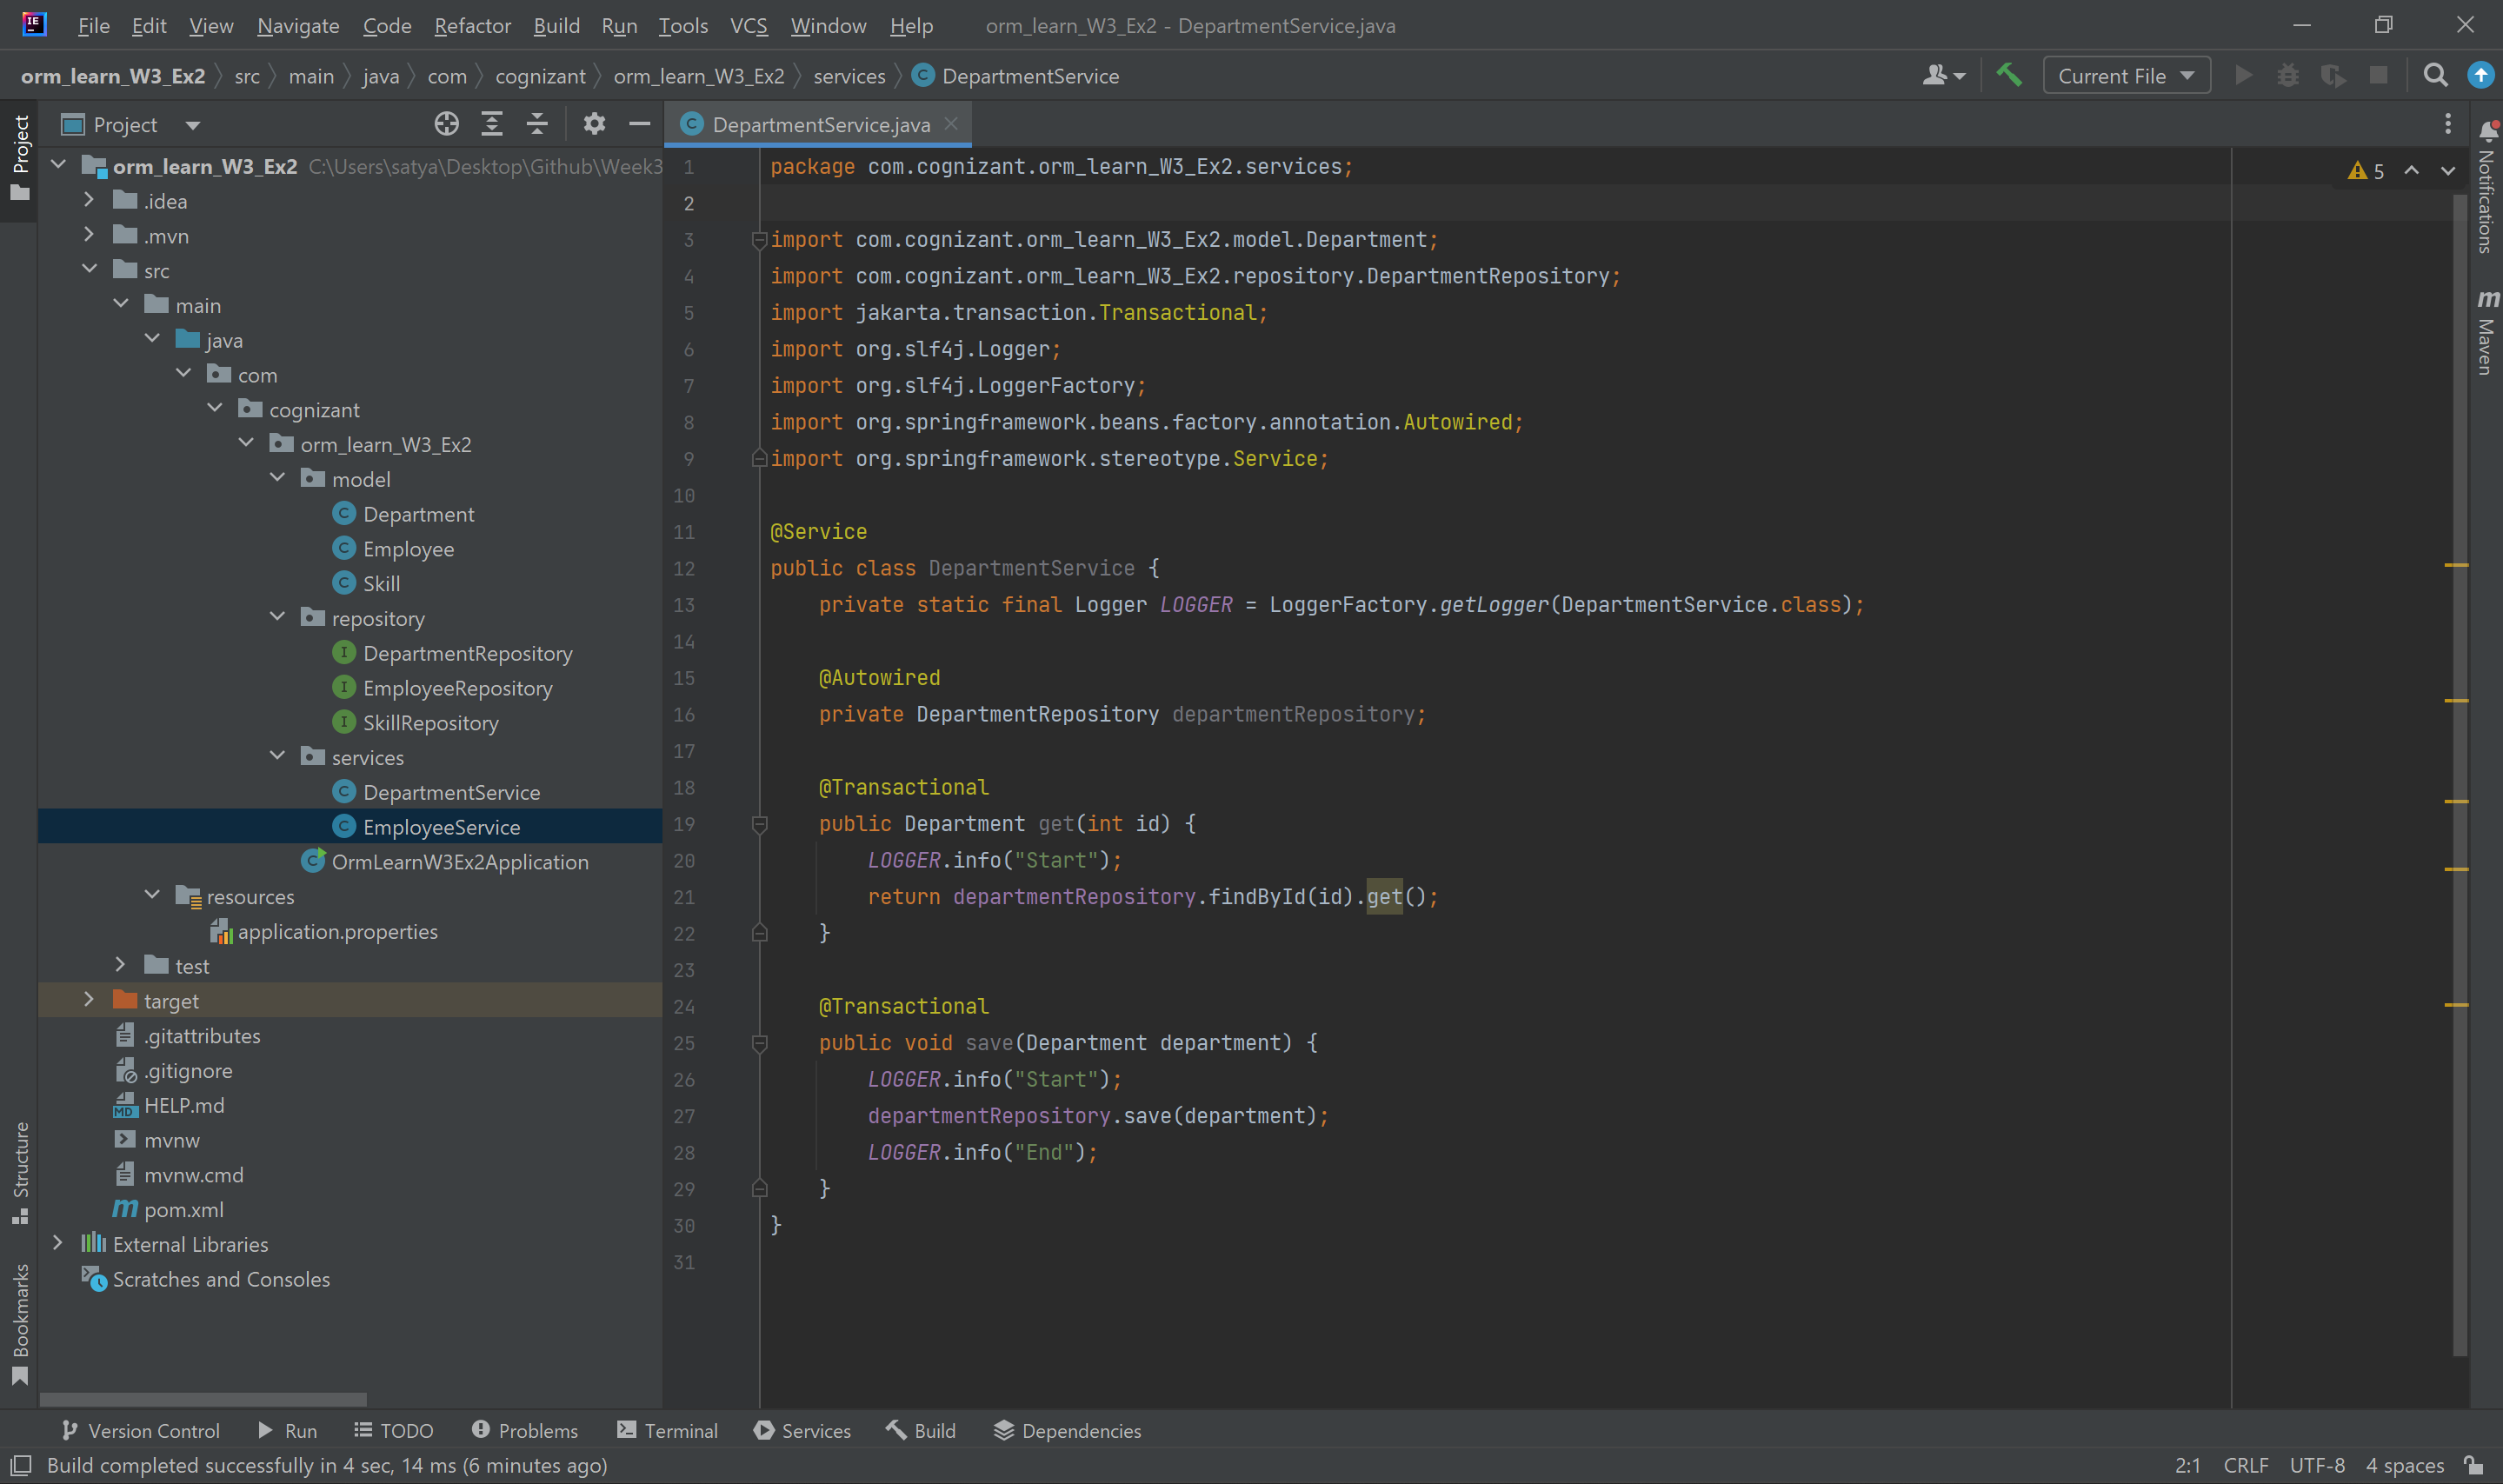 File Edit View Navigate Code Refactor Build Run Tools VCS Window Help orm_learn_W3_Ex2 - DepartmentService.java
orm_learn_W3_Ex2 src main java com cognizant orm_learn_W3_Ex2 services DepartmentService Current File
Project
DepartmentService.java
Project
orm_learn_W3_Ex2 C:\Users\satya\Desktop\Github\Week3
.idea
.mvn
src
main
java
com
cognizant
orm_learn_W3_Ex2
model
Department
Employee
Skill
repository
DepartmentRepository
EmployeeRepository
SkillRepository
services
DepartmentService
EmployeeService
OrmLearnW3Ex2Application
resources
application.properties
test
target
.gitattributes
.gitignore
HELP.md
mvnw
mvnw.cmd
pom.xml
External Libraries
Scratches and Consoles
Structure
Bookmarks
1 package com.cognizant.orm_learn_W3_Ex2.services;
2
3 import com.cognizant.orm_learn_W3_Ex2.model.Department;
4 import com.cognizant.orm_learn_W3_Ex2.repository.DepartmentRepository;
5 import jakarta.transaction.Transactional;
6 import org.slf4j.Logger;
7 import org.slf4j.LoggerFactory;
8 import org.springframework.beans.factory.annotation.Autowired;
9 import org.springframework.stereotype.Service;
10
11 @Service
12 public class DepartmentService {
13 private static final Logger LOGGER = LoggerFactory.getLogger(DepartmentService.class);
14
15 @Autowired
16 private DepartmentRepository departmentRepository;
17
18 @Transactional
19 public Department get(int id) {
20 LOGGER.info("Start");
21 return departmentRepository.findById(id).get();
22 }
23
24 @Transactional
25 public void save(Department department) {
26 LOGGER.info("Start");
27 departmentRepository.save(department);
28 LOGGER.info("End");
29 }
30 }
31
5
Notifications
Maven
Version Control Run TODO Problems Terminal Services Build Dependencies
Build completed successfully in 4 sec, 14 ms (6 minutes ago) 2:1 CRLF UTF-8 4 spaces